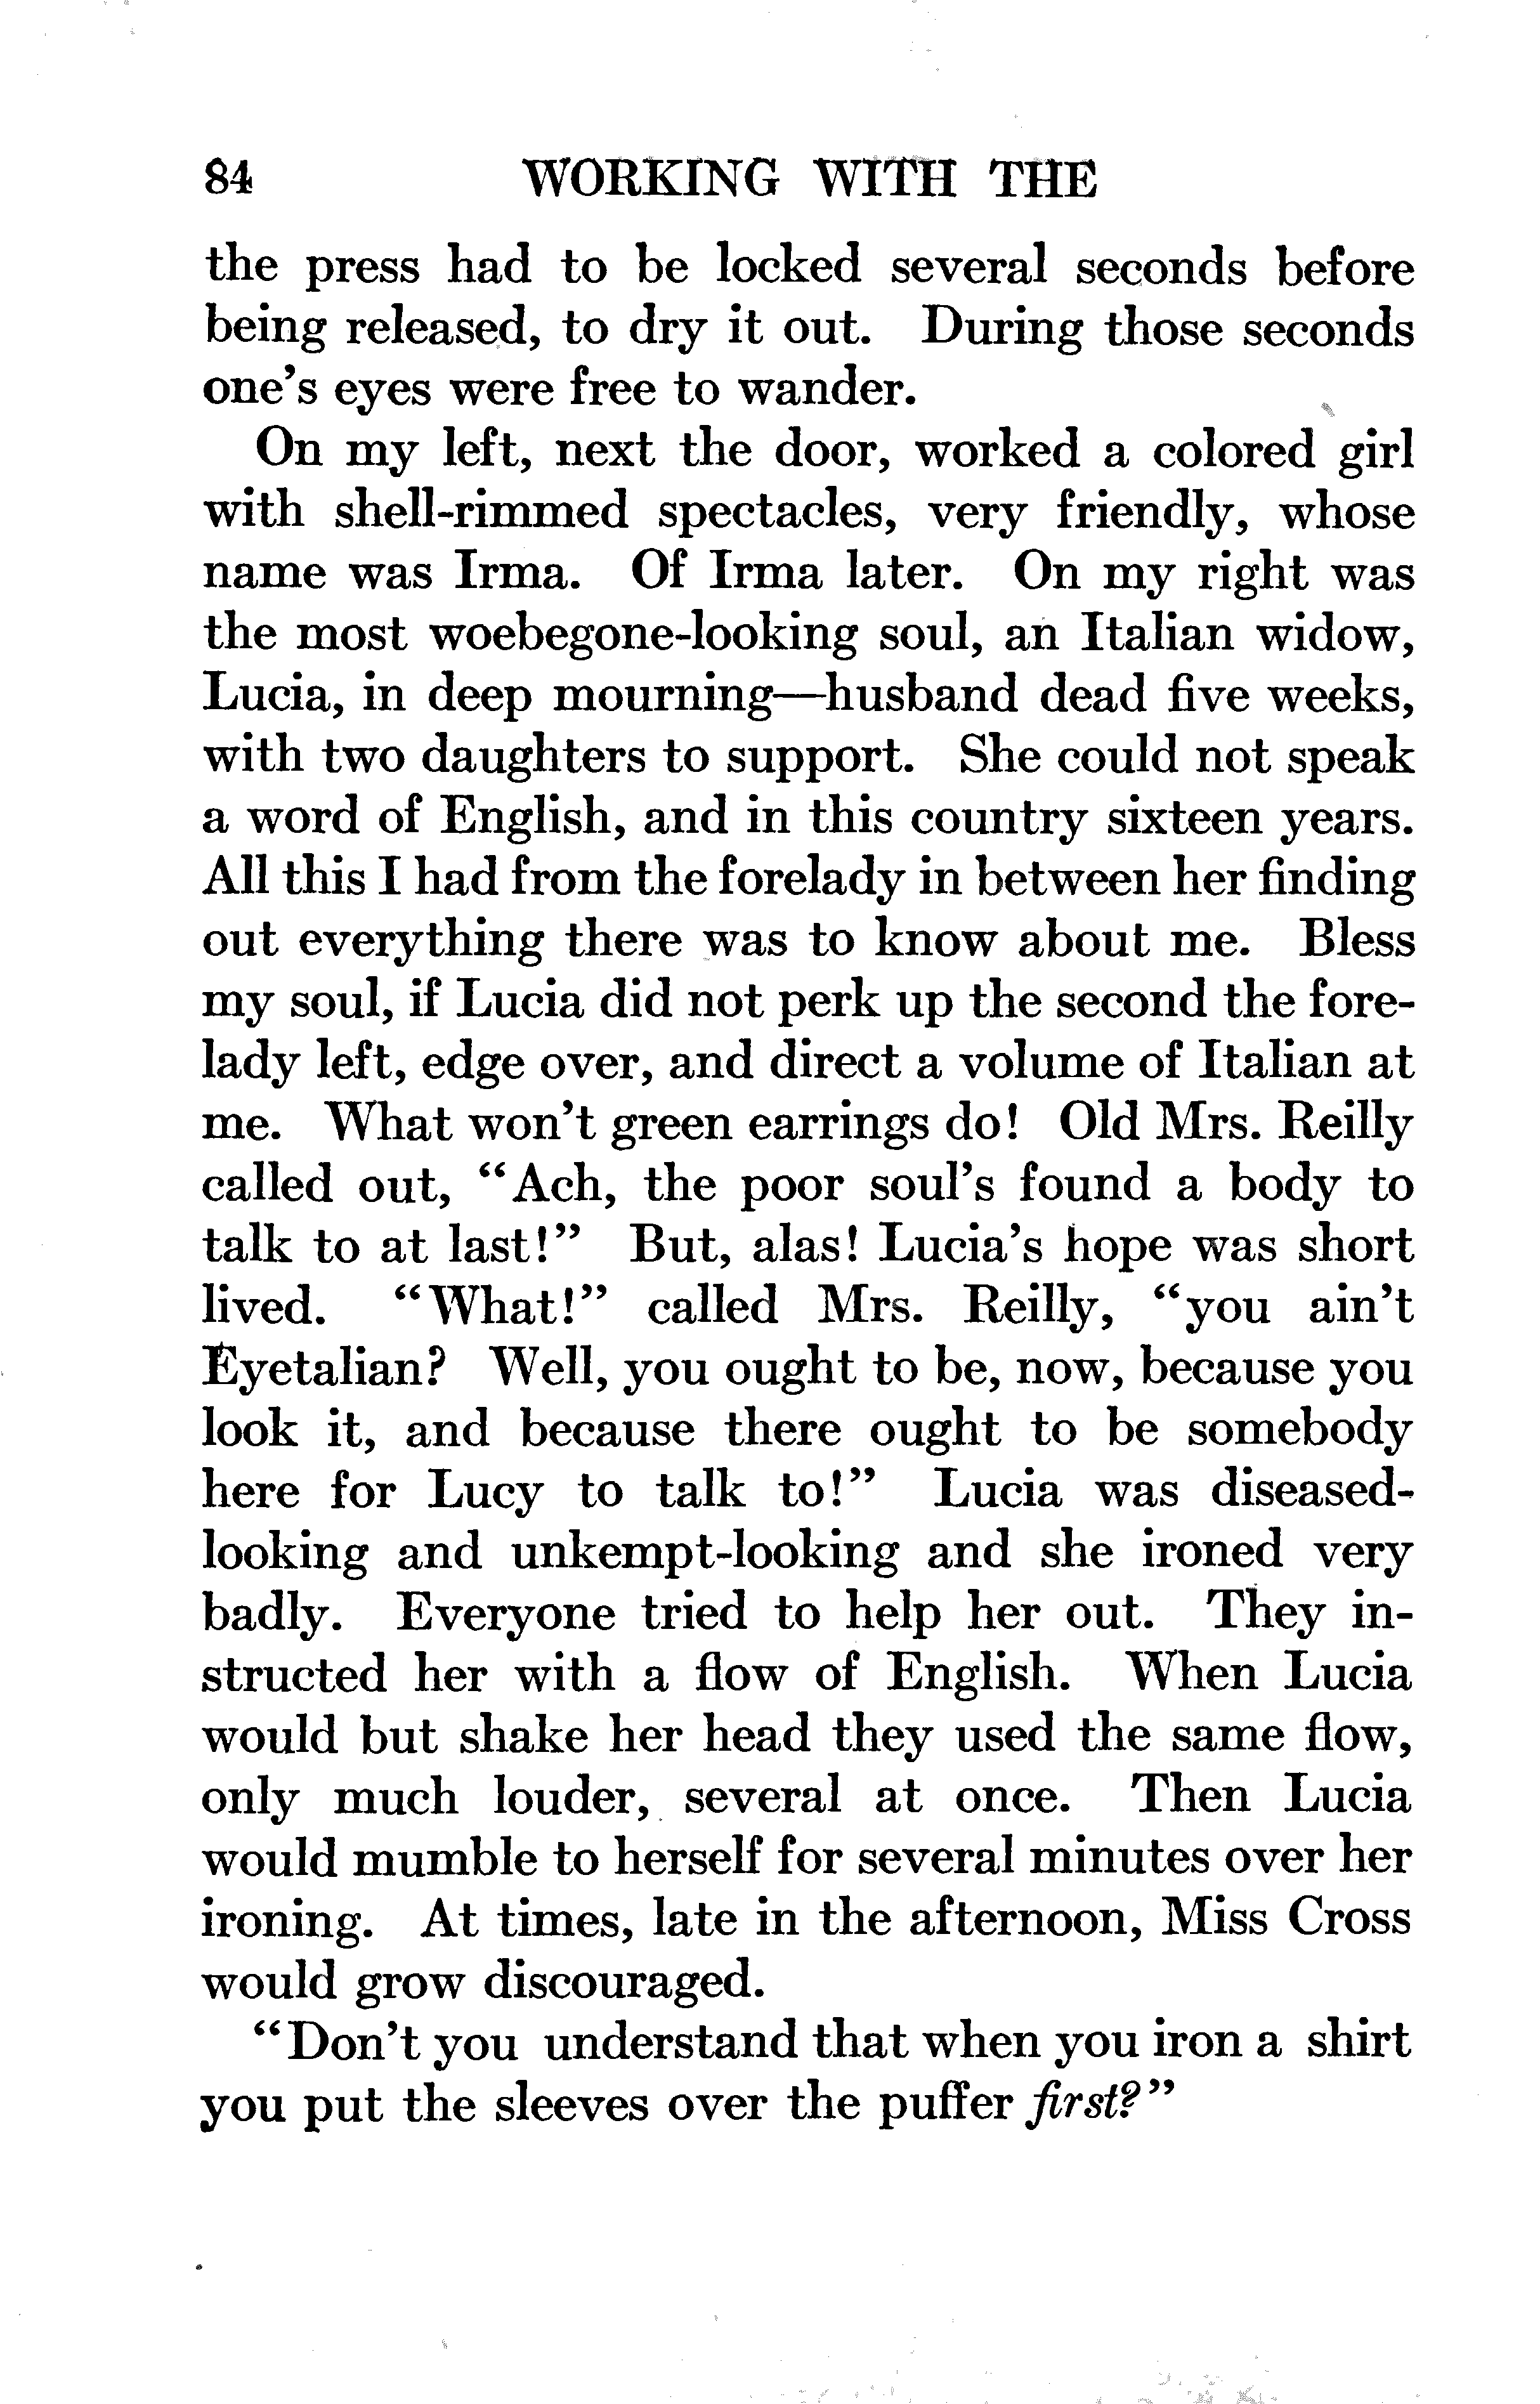 84 WORKING WITH THE
the press had to be locked several seconds before
being released, to dry it out. During those seconds
one's eyes were free to wander.
On my left, next the door, worked a colored girl
with shell-rimmed spectacles, very friendly, whose
name was Irma. Of Irma later. On my right was
the most woebegone-looking soul, an Italian widow,
Lucia, in deep mourning—husband dead five weeks,
with two daughters to support. She could not speak
a word of English, and in this country sixteen years.
All this I had from the forelady in between her finding
out everything there was to know about me. Bless
my soul, if Lucia did not perk up the second the fore-
lady left, edge over, and direct a volume of Italian at
me. What won't green earrings do! Old Mrs. Reilly
called out, “Ach, the poor soul's found a body to
talk to at last!” But, alas! Lucia's hope was short
lived. “What!” called Mrs. Reilly, “you ain't
Eyetalian? Well, you ought to be, now, because you
look it, and because there ought to be somebody
here for Lucy to talk to!” Lucia was diseased-
looking and unkempt-looking and she ironed very
badly. Everyone tried to help her out. They in-
structed her with a flow of English. When Lucia
would but shake her head they used the same flow,
only much louder, several at once. Then Lucia
would mumble to herself for several minutes over her
ironing. At times, late in the afternoon, Miss Cross
would grow discouraged.
“Don't you understand that when you iron a shirt
you put the sleeves over the puffer first?”